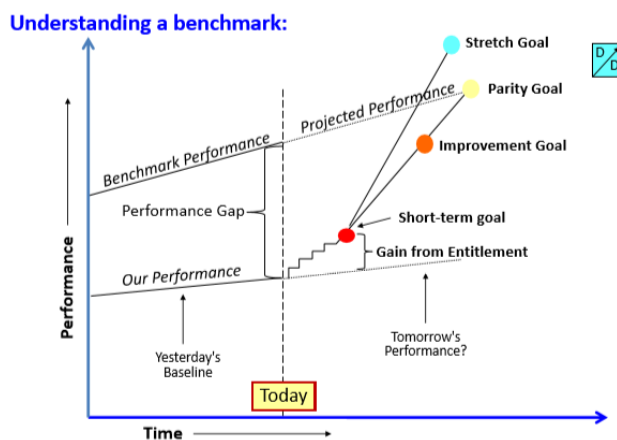 Understanding a benchmark:
Stretch Goal
D
D
Projected Performance
Parity Goal
Benchmark Performance
Improvement Goal
Performance Gap
Short-term goal
Gain from Entitlement
Our Performance
Performance
Yesterday's
Baseline
Tomorrow's
Performance?
Today
Time